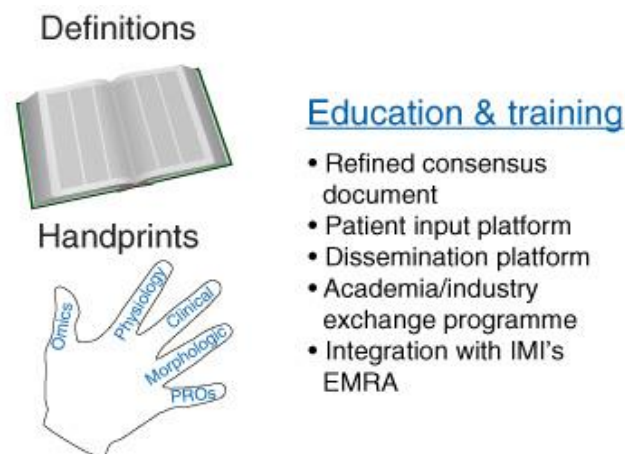 Definitions
Handprints
Omics
Physiology
Clinical
Morphologic
PROs
Education & training
• Refined consensus
document
• Patient input platform
• Dissemination platform
• Academia/industry
exchange programme
• Integration with IMI's
EMRA